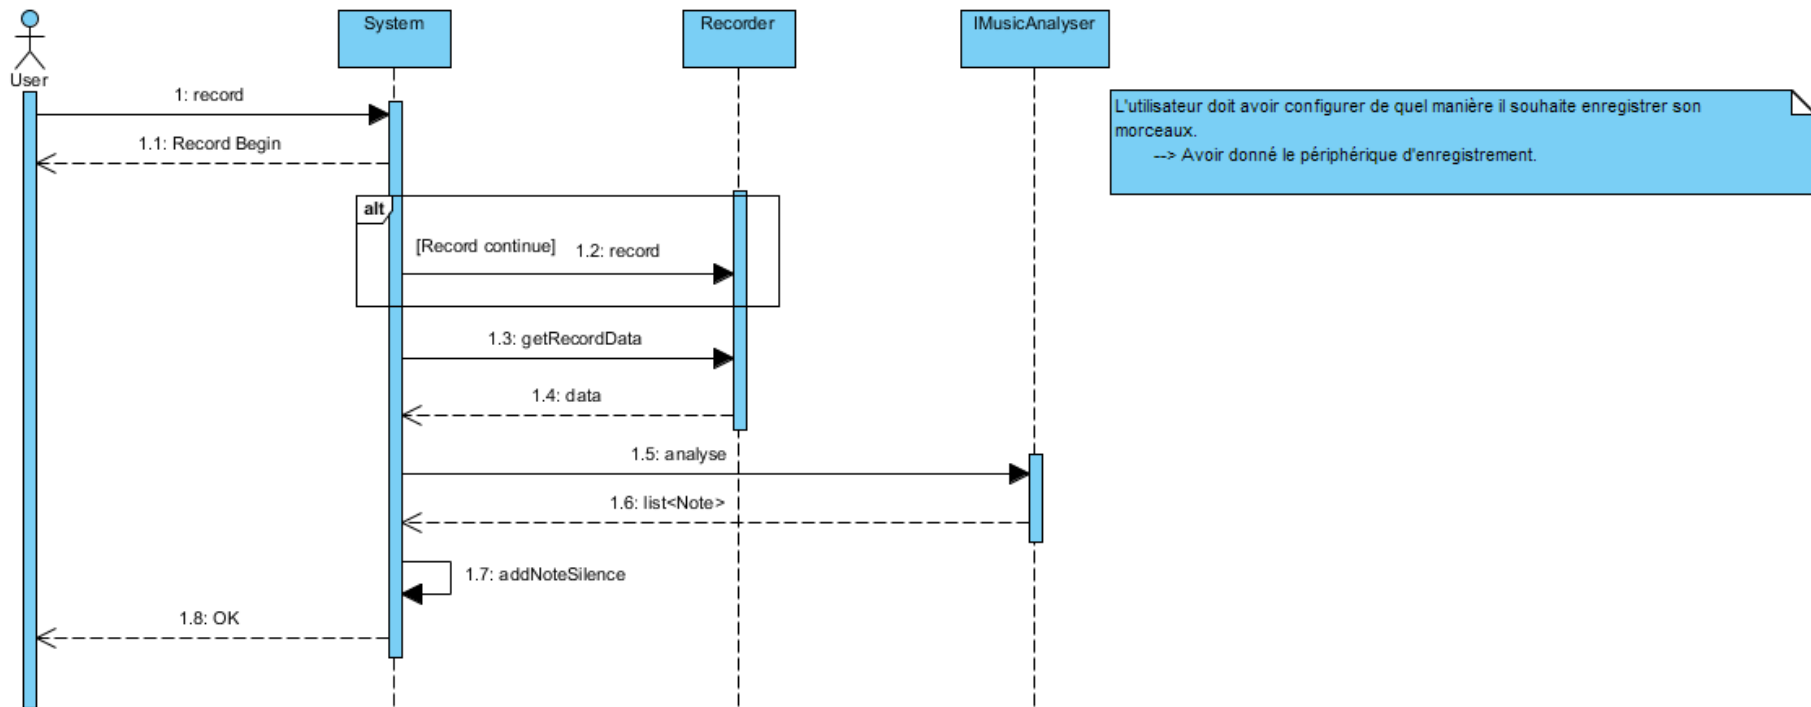 User
System
Recorder
IMusicAnalyser
1: record
1.1: Record Begin
L'utilisateur doit avoir configurer de quel manière il souhaite enregistrer son
morceaux.
--> Avoir donné le périphérique d'enregistrement.
alt
[Record continue]
1.2: record
1.3: getRecordData
1.4: data
1.5: analyse
1.6: list<Note>
1.7: addNoteSilence
1.8: OK